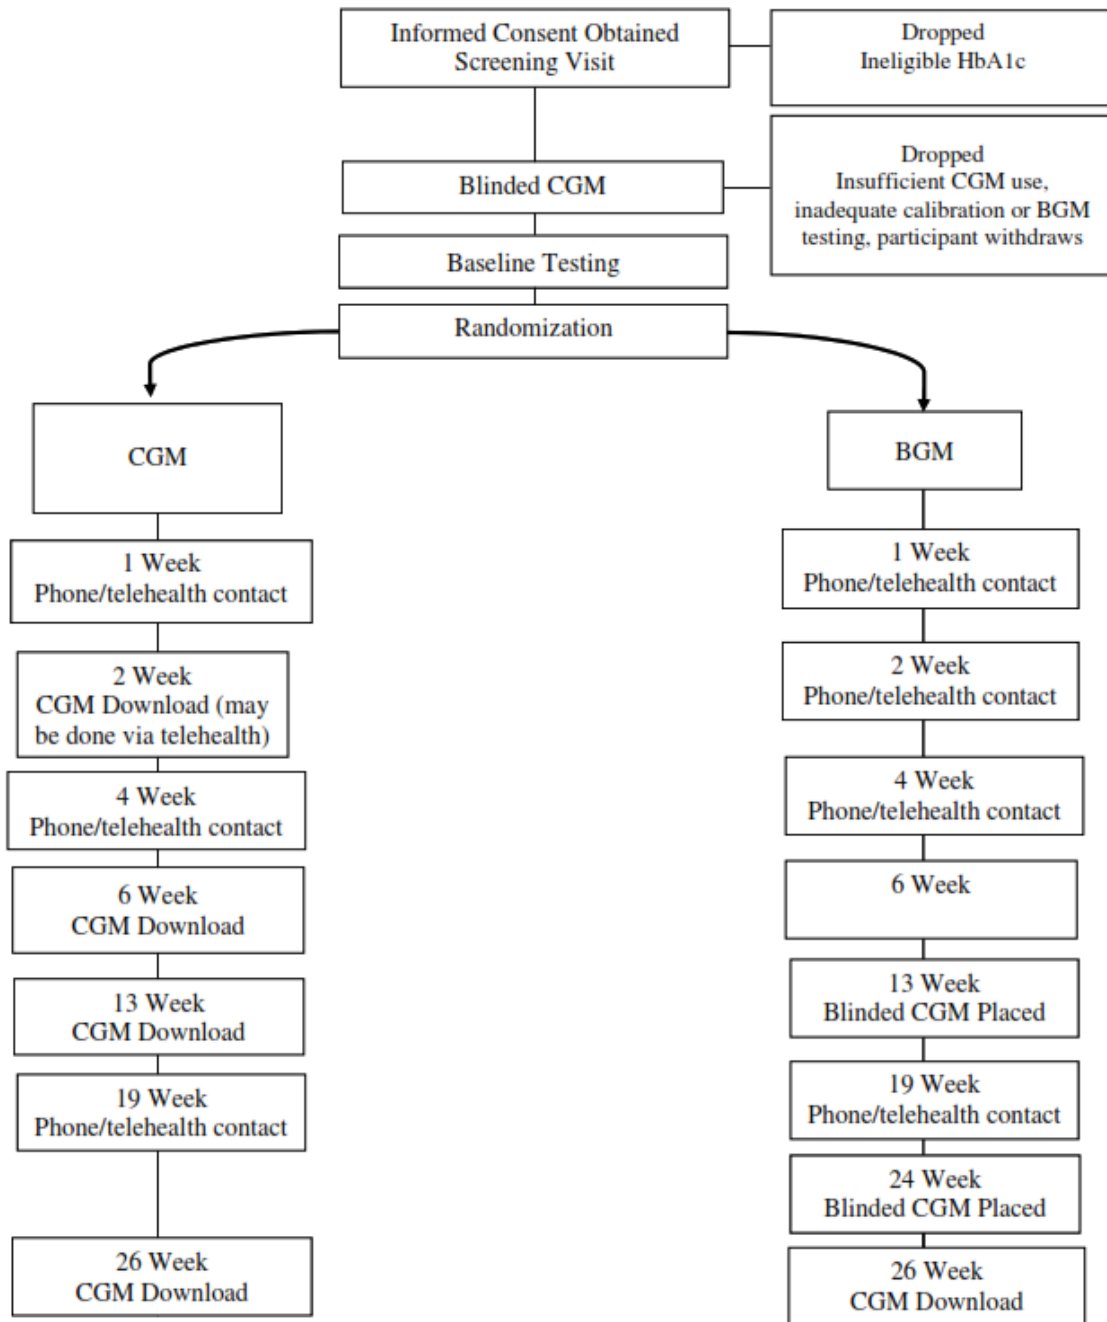 Informed Consent Obtained
Screening Visit
Dropped
Ineligible HbA1c
Blinded CGM
Dropped
Insufficient CGM use,
inadequate calibration or BGM
testing, participant withdraws
Baseline Testing
Randomization
CGM
1 Week
Phone/telehealth contact
2 Week
CGM Download (may
be done via telehealth)
4 Week
Phone/telehealth contact
6 Week
CGM Download
13 Week
CGM Download
19 Week
Phone/telehealth contact
26 Week
CGM Download
BGM
1 Week
Phone/telehealth contact
2 Week
Phone/telehealth contact
4 Week
Phone/telehealth contact
6 Week
13 Week
Blinded CGM Placed
19 Week
Phone/telehealth contact
24 Week
Blinded CGM Placed
26 Week
CGM Download